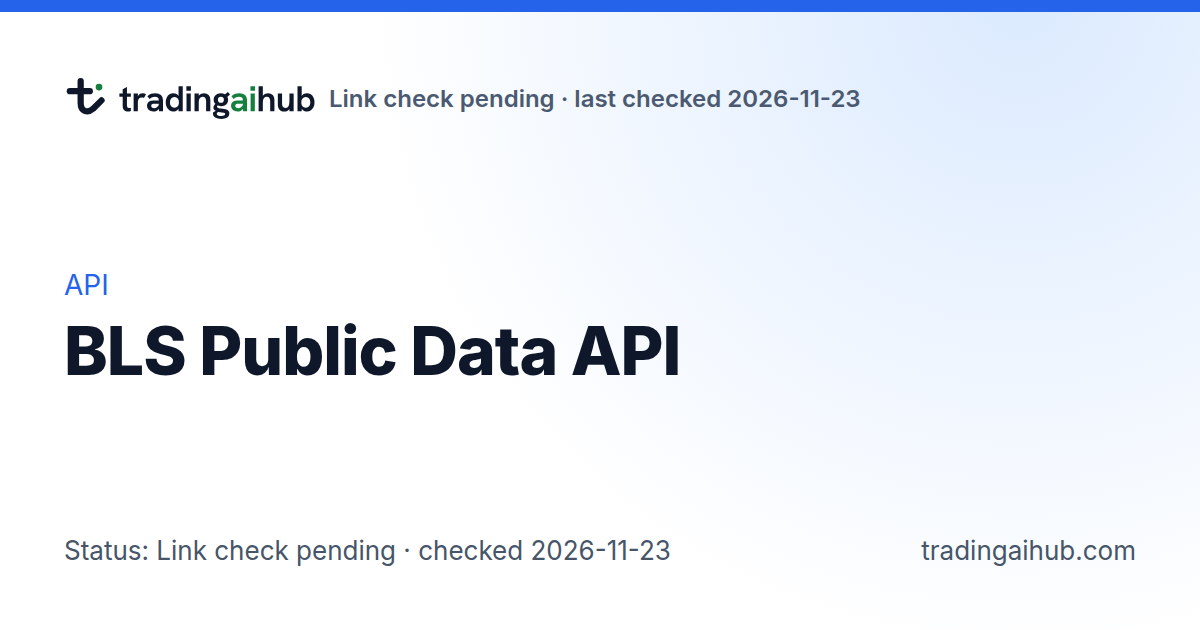 tradingaihub Link check pending · last checked 2026-11-23
API
BLS Public Data API
Status: Link check pending · checked 2026-11-23
tradingaihub.com